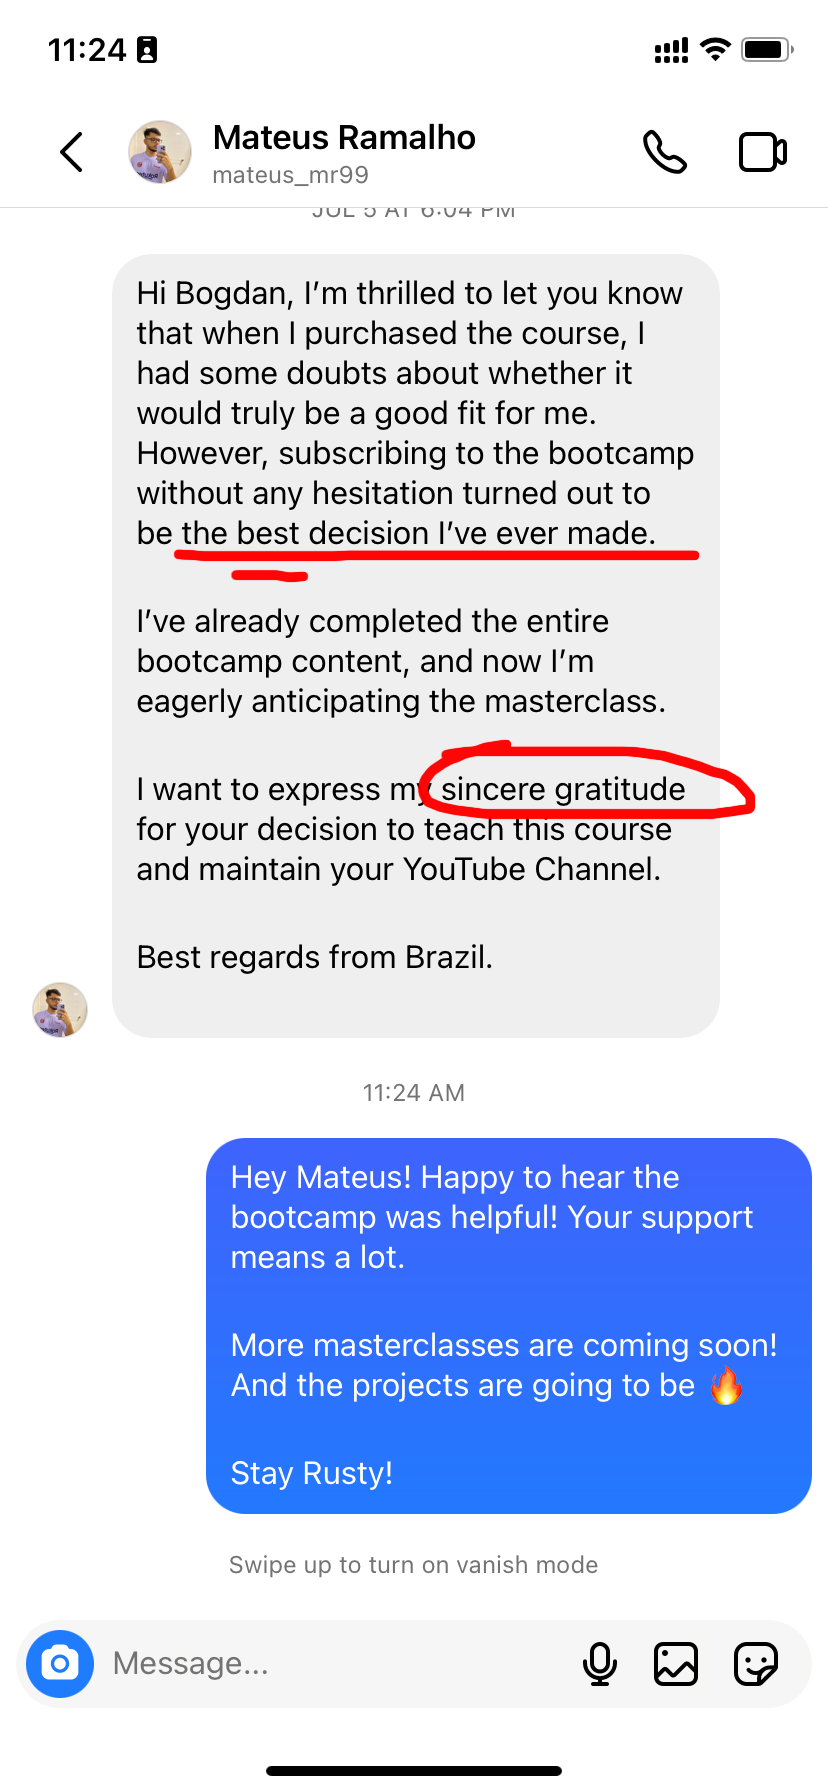 11:24
Mateus Ramalho
mateus_mr99
JUL 5 AT 6:04 PM
Hi Bogdan, I’m thrilled to let you know
that when I purchased the course, I
had some doubts about whether it
would truly be a good fit for me.
However, subscribing to the bootcamp
without any hesitation turned out to
be the best decision I’ve ever made.
I’ve already completed the entire
bootcamp content, and now I’m
eagerly anticipating the masterclass.
I want to express my sincere gratitude
for your decision to teach this course
and maintain your YouTube Channel.
Best regards from Brazil.
11:24 AM
Hey Mateus! Happy to hear the
bootcamp was helpful! Your support
means a lot.
More masterclasses are coming soon!
And the projects are going to be 🔥
Stay Rusty!
Swipe up to turn on vanish mode
Message...